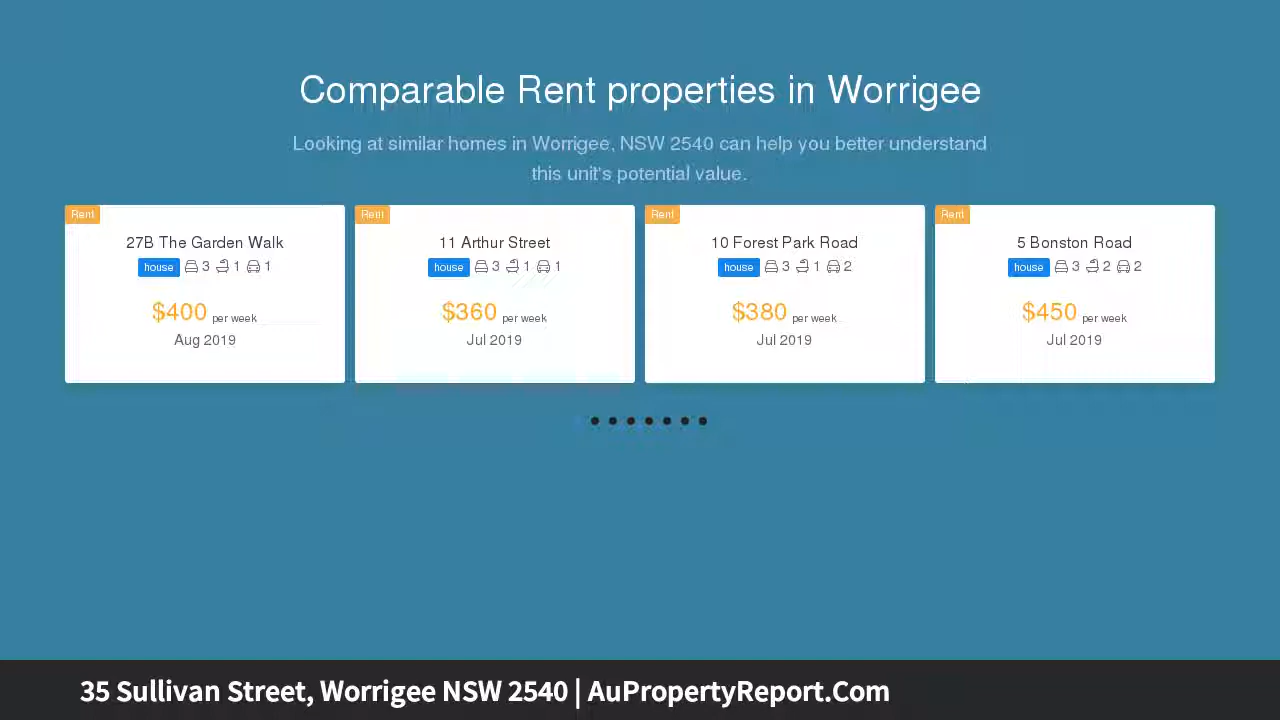 Comparable Rent properties in Worrigee
Looking at similar homes in Worrigee, NSW 2540 can help you better understand
this unit's potential value.
Rent
27B The Garden Walk
house 3 1 1
$400 per week
Aug 2019
Rent
11 Arthur Street
house 3 1 1
$360 per week
Jul 2019
Rent
10 Forest Park Road
house 3 1 2
$380 per week
Jul 2019
Rent
5 Bonston Road
house 3 2 2
$450 per week
Jul 2019
35 Sullivan Street, Worrigee NSW 2540 | AuPropertyReport.Com